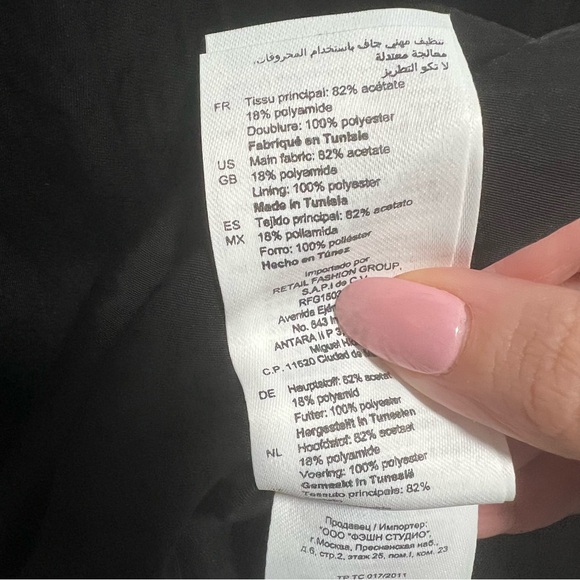 تنظيف مهني جاف باستخدام المحروقات.
معالجة معتدلة
لا تكو التطريز
FR Tissu principal: 82% acétate
18% polyamide
Doublure: 100% polyester
Fabriqué en Tunisie
US Main fabric: 82% acetate
GB 18% polyamide
Lining: 100% polyester
Made in Tunisia
ES Tejido principal: 82% acetato
MX 18% poliamida
Forro: 100% poliéster
Hecho en Túnez
Importado por
RETAIL FASHION GROUP,
S.A.P.I de C.V.
RFG1502
Avenida Ejér
No. 843
ANTARA II P 3
Miguel
C.P. 11520 Ciudad de
DE Hauptstoff: 82% acetat
18% polyamid
Futter: 100% polyester
Hergestellt in Tunesien
NL Hoofdstof: 82% acetaat
18% polyamide
Voering: 100% polyester
Gemaakt in Tunesië
Tessuto principale: 82%
Продавец / Импортер:
"ООО "ФЭШН СТУДИО",
г.Москва, Пресненская наб.,
д.6, стр.2, этаж 25, пом.I, ком. 23
ТР ТС 017/2011